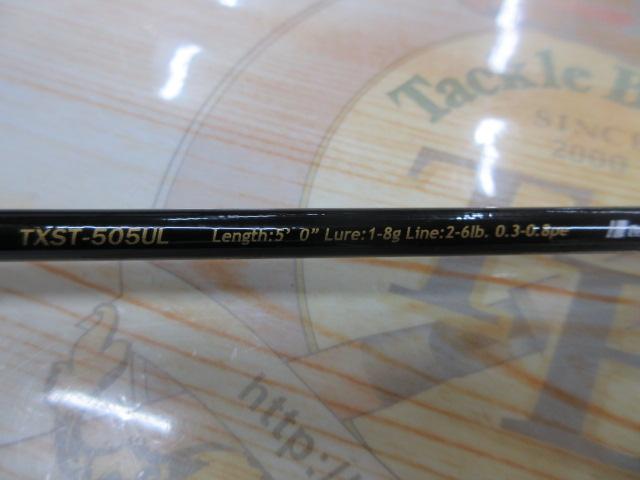 Tackle B
SINC
2000
TXST-505UL Length:5' 0" Lure:1-8g Line:2-6lb. 0.3-0.8pe
http:/